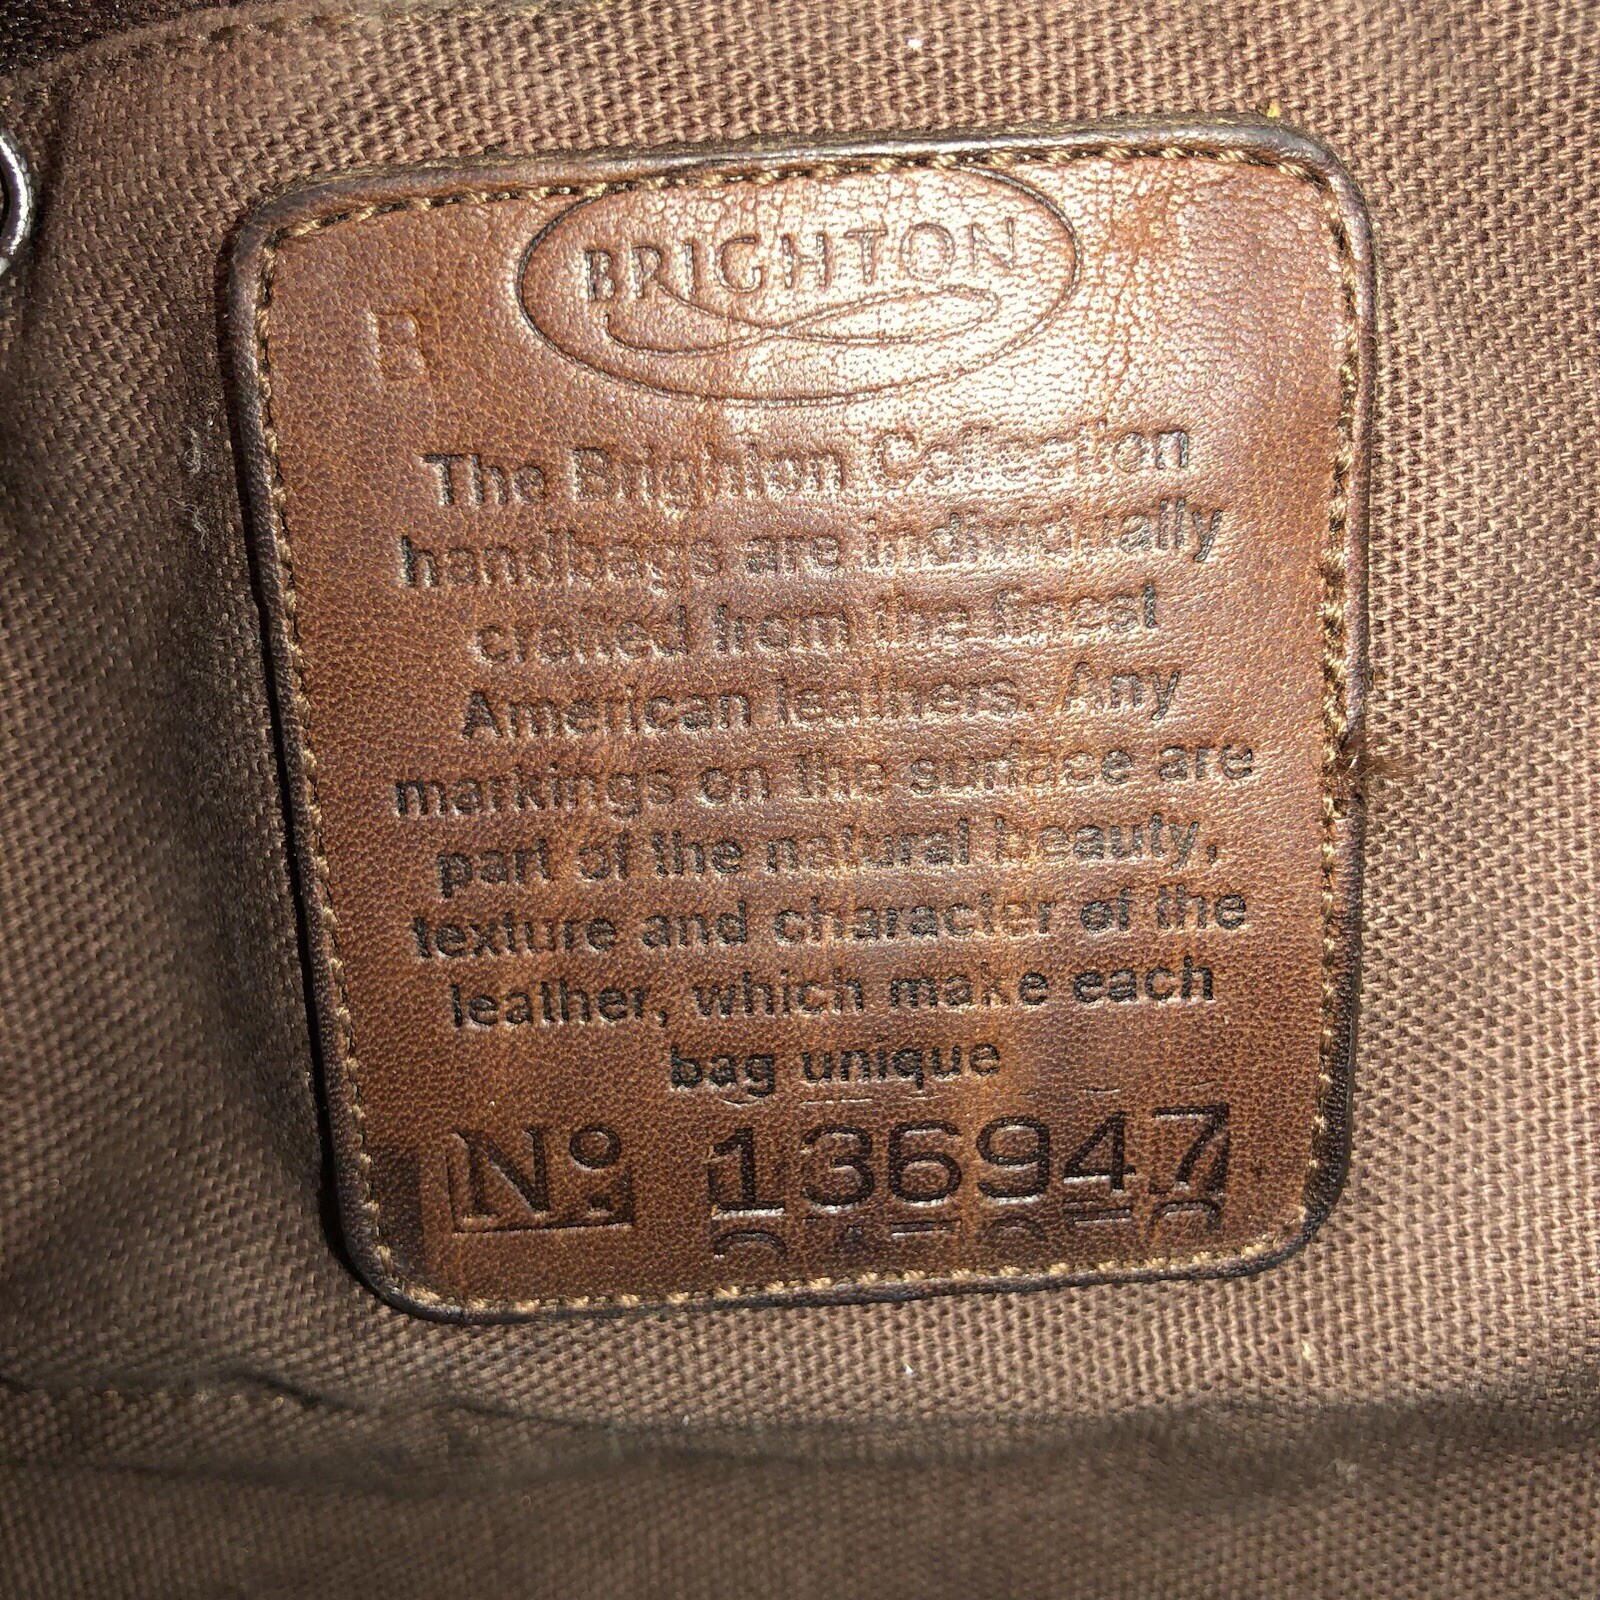 BRIGHTON
B
The Brighton Collection
handbags are individually
crafted from the finest
American leathers. Any
markings on the surface are
part of the natural beauty,
texture and character of the
leather, which make each
bag unique
No. 136947